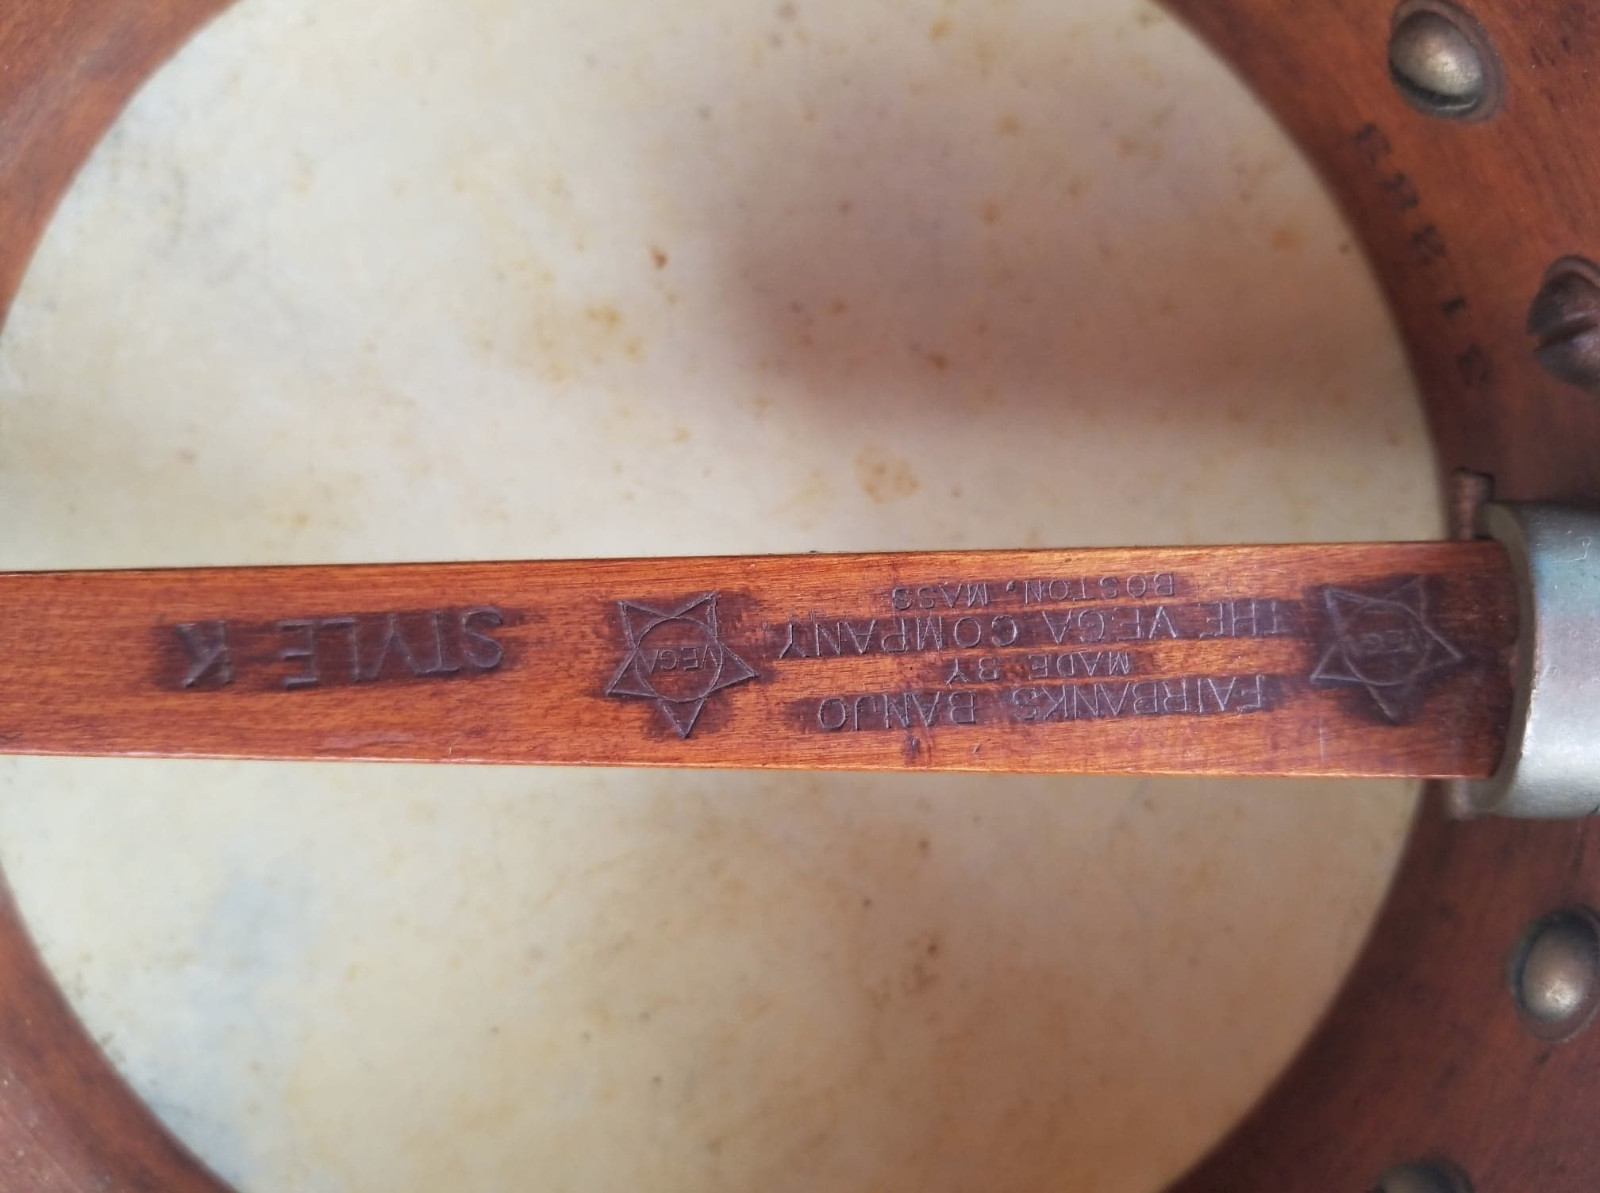 VEGA
FAIRBANKS BANJO
MADE BY
THE VEGA COMPANY
BOSTON, MASS
VEGA
STYLE K